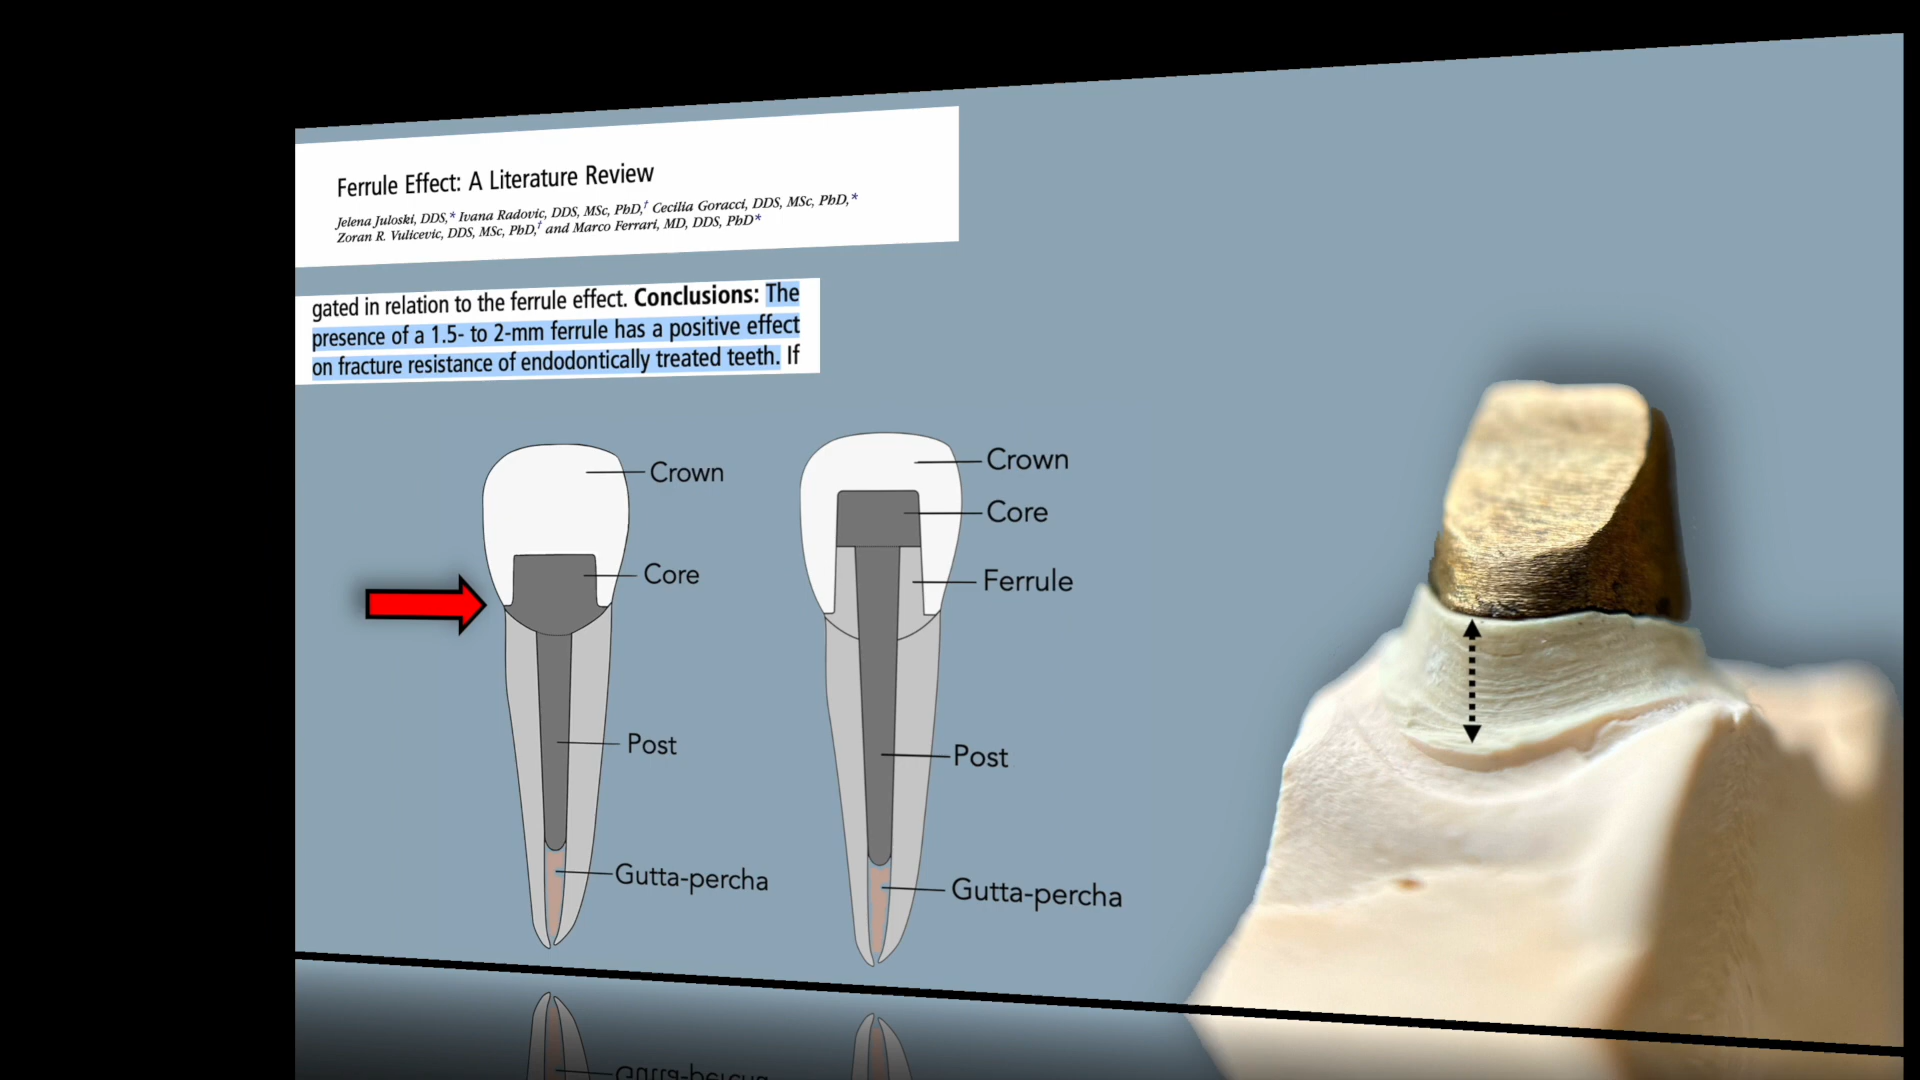 Ferrule Effect: A Literature Review
Jelena Juloski, DDS,* Ivana Radovic, DDS, MSc, PhD,† Cecilia Goracci, DDS, MSc, PhD,*
Zoran R. Vulicevic, DDS, MSc, PhD,† and Marco Ferrari, MD, DDS, PhD*
gated in relation to the ferrule effect. Conclusions: The
presence of a 1.5- to 2-mm ferrule has a positive effect
on fracture resistance of endodontically treated teeth. If
Crown
Core
Post
Gutta-percha
Crown
Core
Ferrule
Post
Gutta-percha